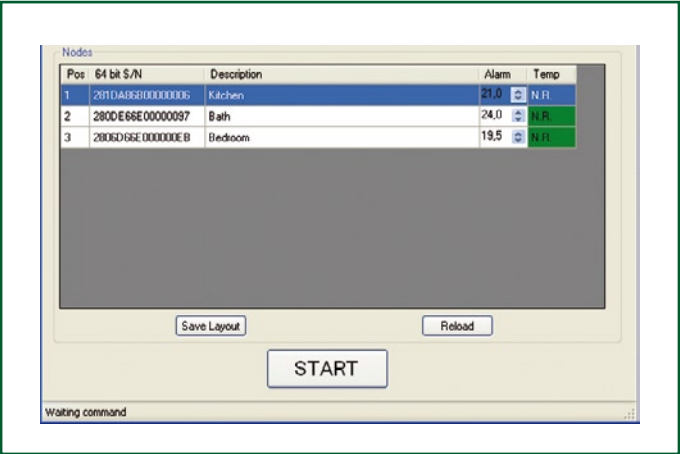 Nodes
Pos 64 bit S/N Description Alarm Temp
1 281DA86B00000006 Kitchen 21,0 N.R.
2 280DE66E00000097 Bath 24,0 N.R.
3 2806D66E000000EB Bedroom 19,5 N.R.
Save Layout Reload
START
Waiting command